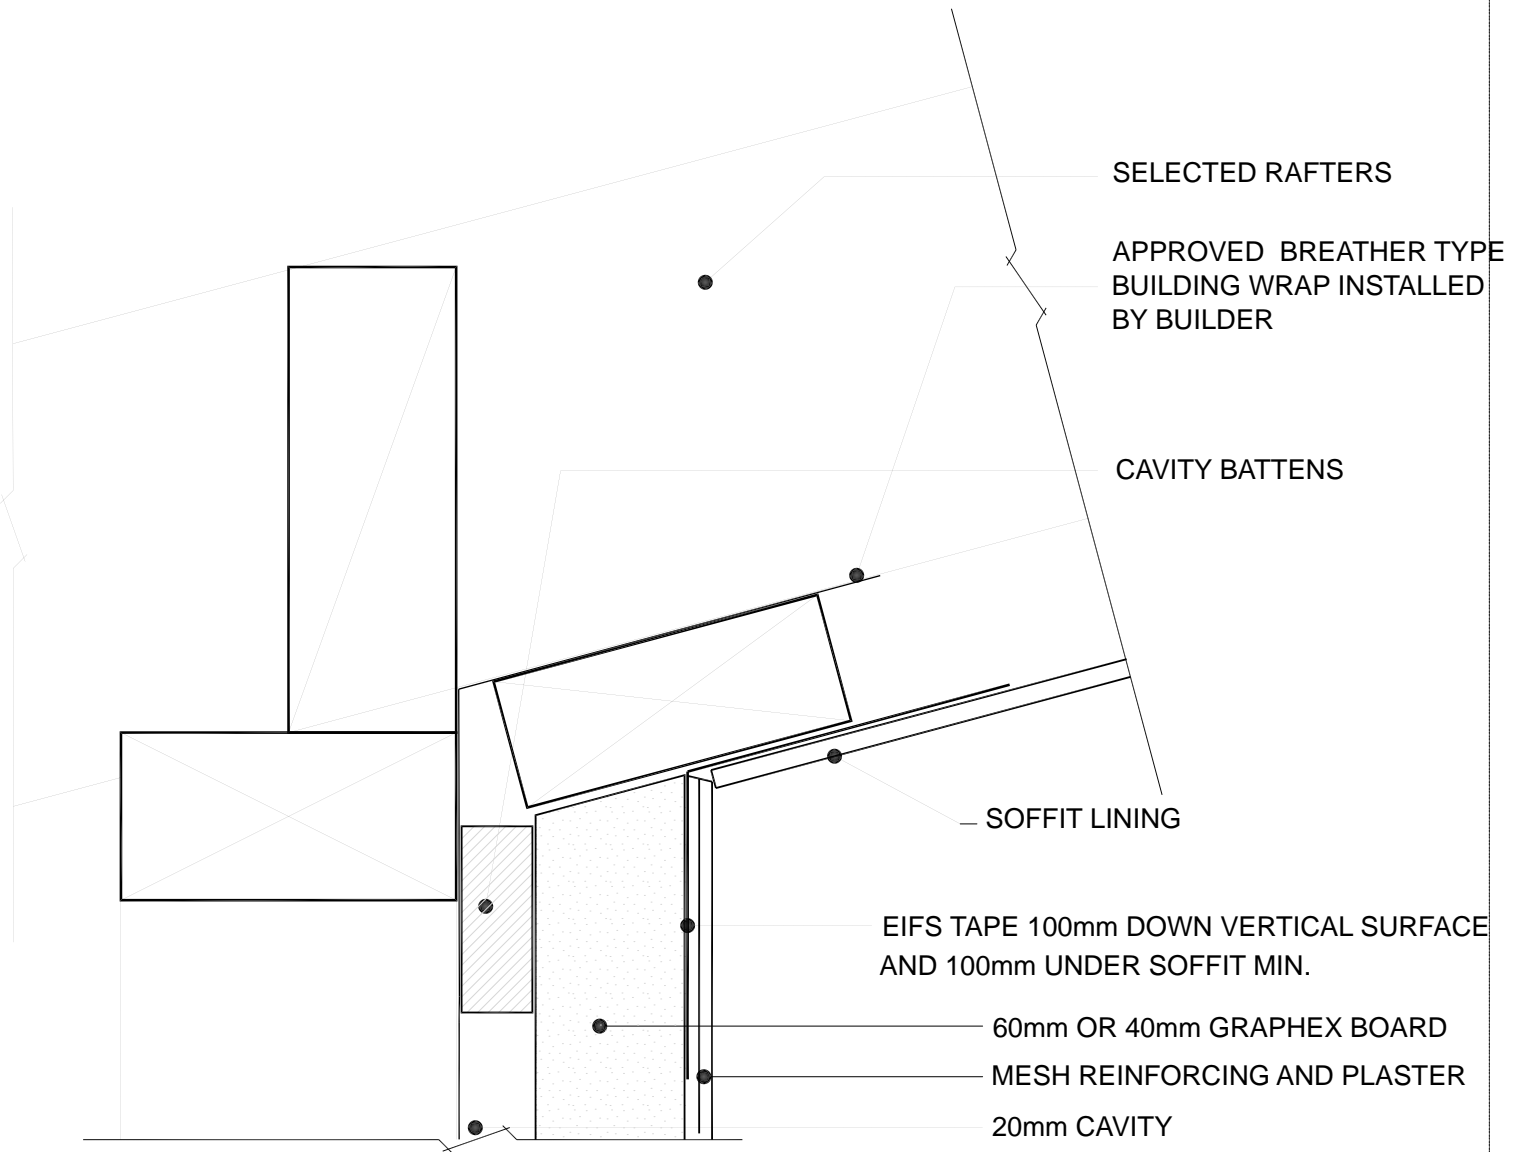 SELECTED RAFTERS
APPROVED  BREATHER TYPE
BUILDING WRAP INSTALLED
BY BUILDER
CAVITY BATTENS
SOFFIT LINING
EIFS TAPE 100mm DOWN VERTICAL SURFACE
AND 100mm UNDER SOFFIT MIN.
60mm OR 40mm GRAPHEX BOARD
MESH REINFORCING AND PLASTER
20mm CAVITY